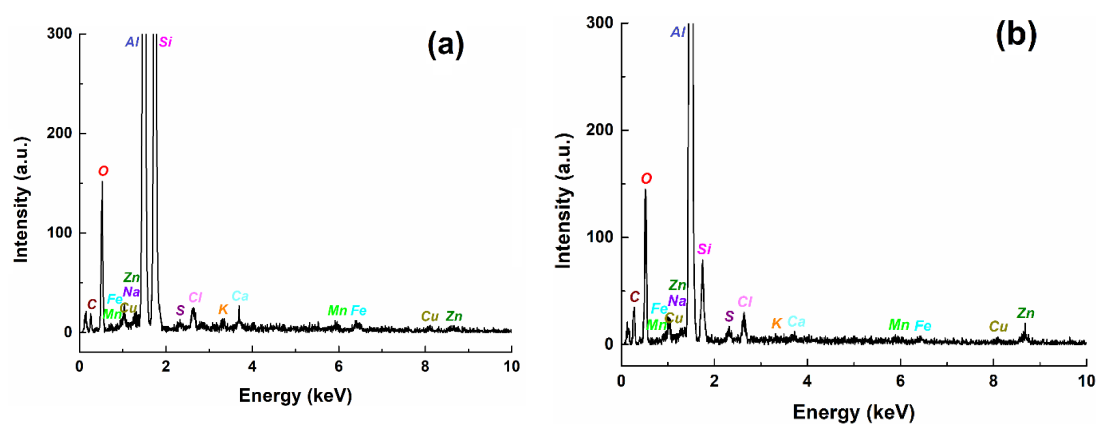 (a)
Intensity (a.u.)
300
200
100
0
Al Si
O
C
Fe
Mn
Zn
Na
Cu
S
Cl
K
Ca
Mn Fe
Cu Zn
0 2 4 6 8 10
Energy (keV)
(b)
Intensity (a.u.)
300
200
100
0
Al
O
Si
C
Fe
Mn
Zn
Na
Cu
S
Cl
K
Ca
Mn Fe
Cu
Zn
0 2 4 6 8 10
Energy (keV)